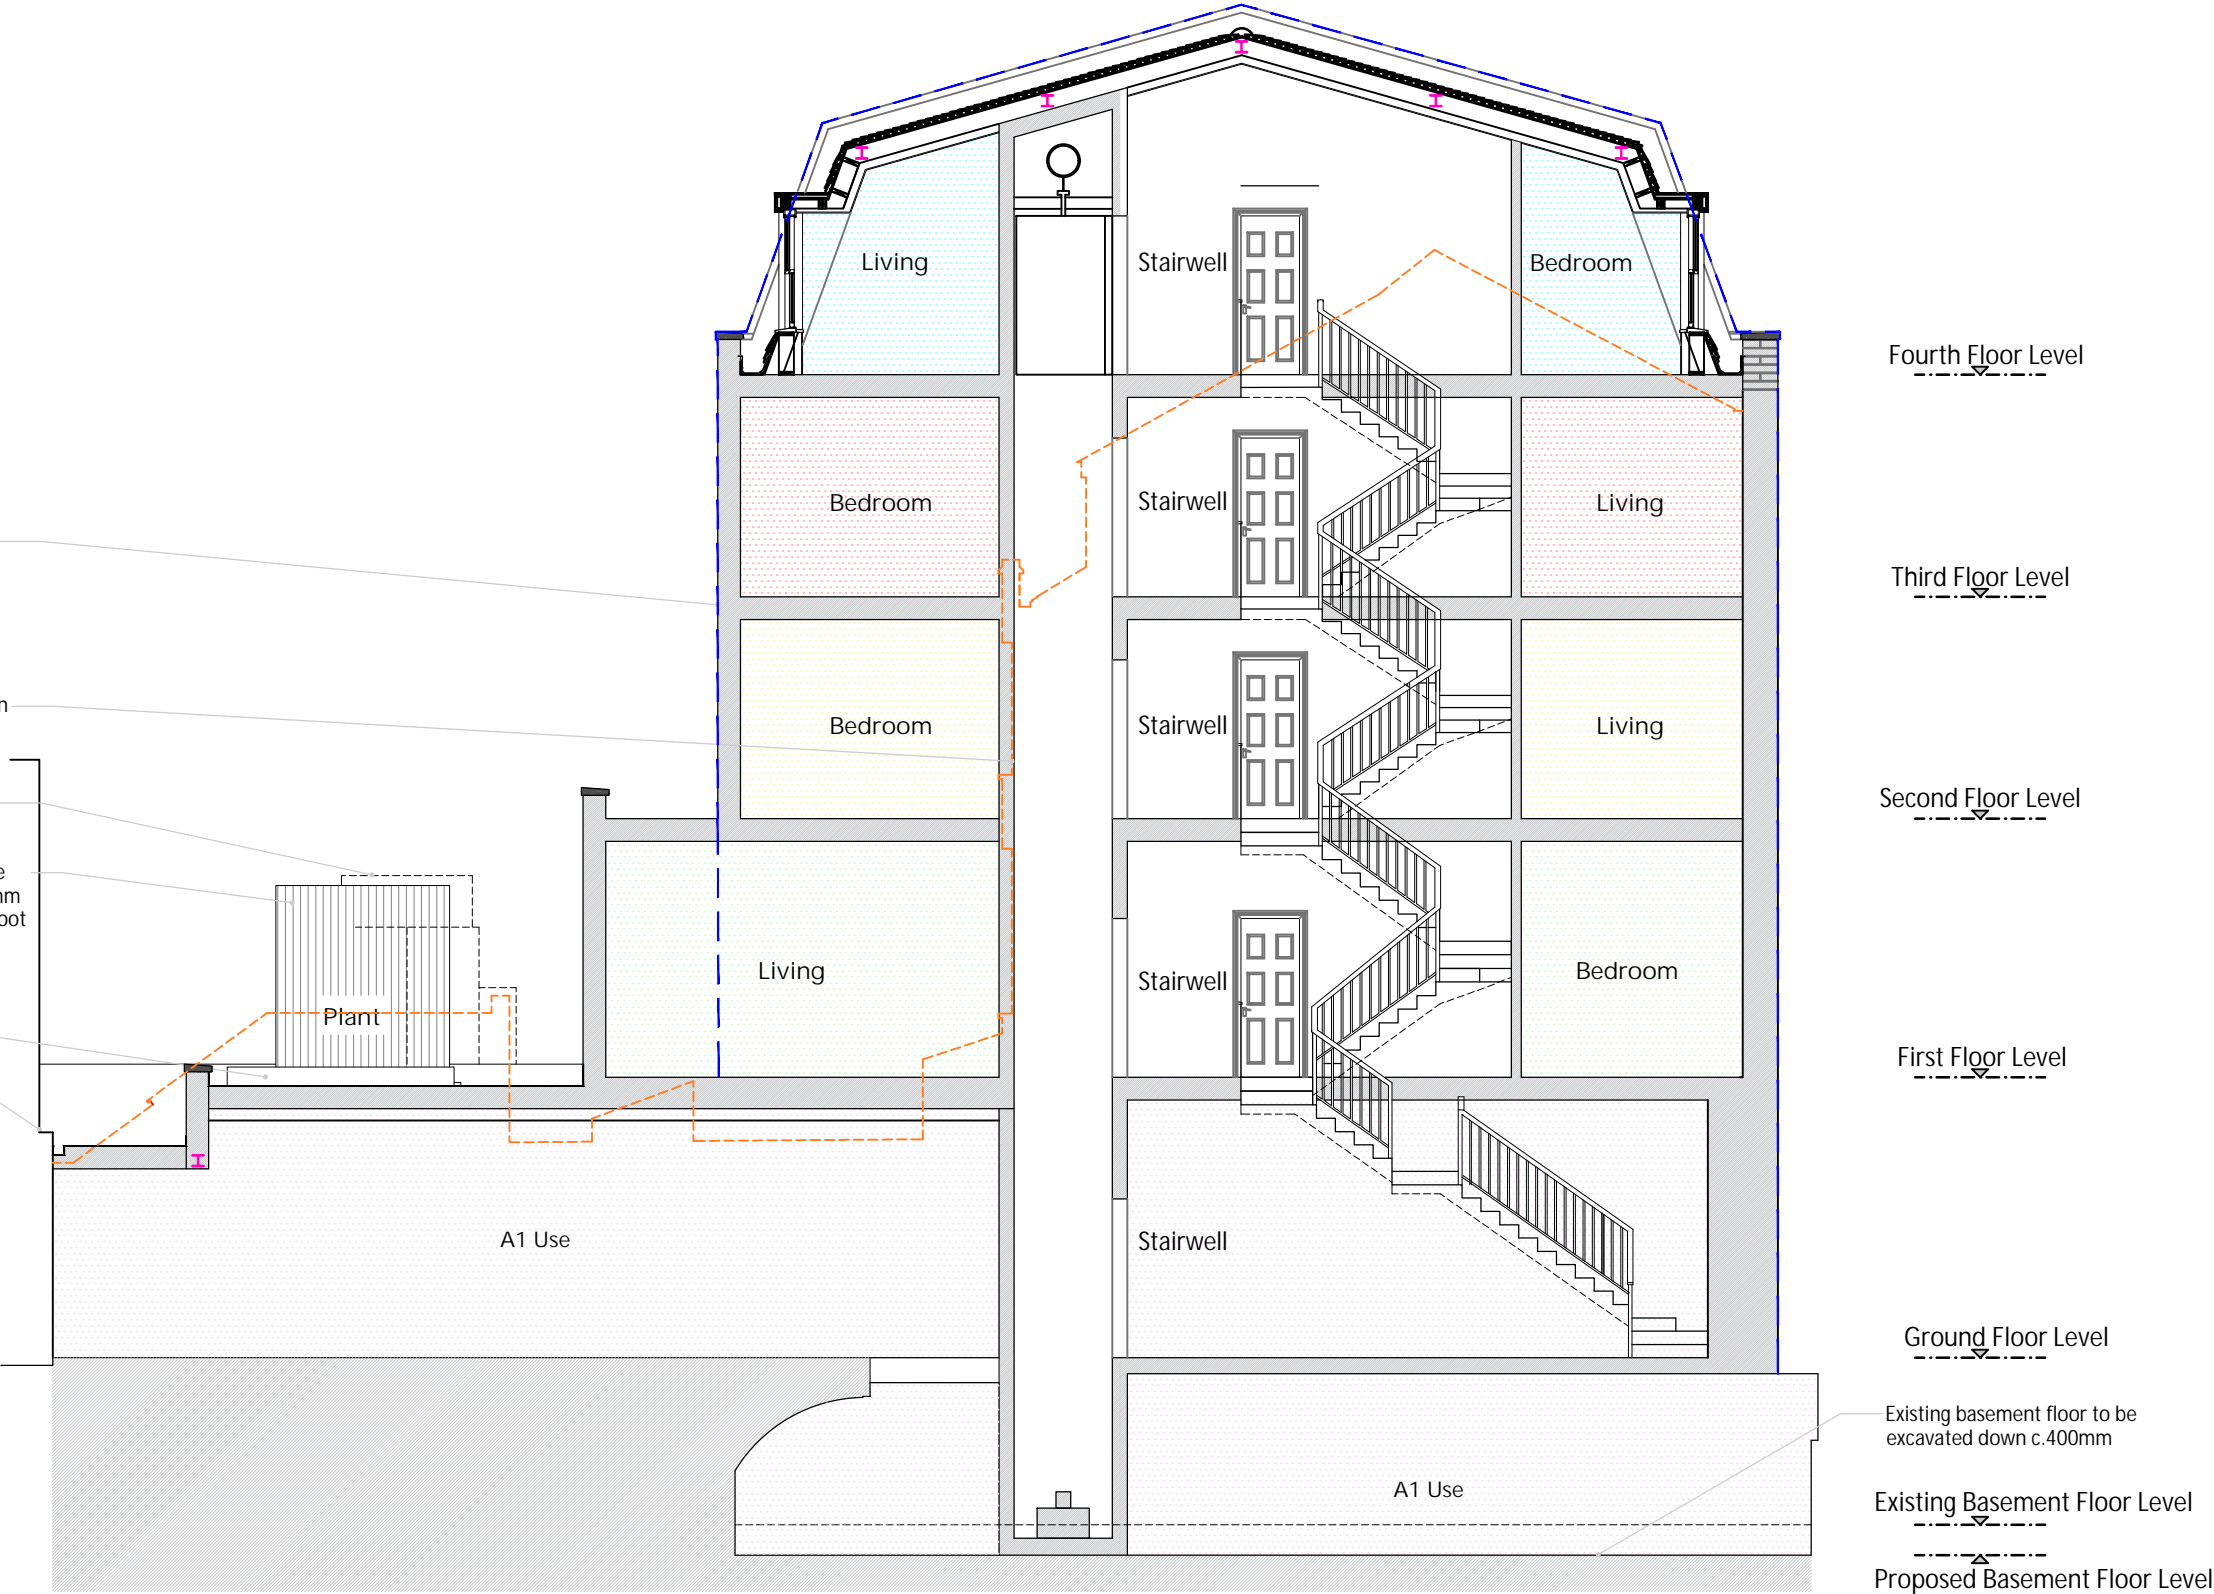 Living
Stairwell
Bedroom
Fourth Floor Level
Bedroom
Stairwell
Living
Third Floor Level
Bedroom
Stairwell
Living
Second Floor Level
Living
Stairwell
Bedroom
Plant
First Floor Level
A1 Use
Stairwell
Ground Floor Level
Existing basement floor to be
excavated down c.400mm
A1 Use
Existing Basement Floor Level
Proposed Basement Floor Level